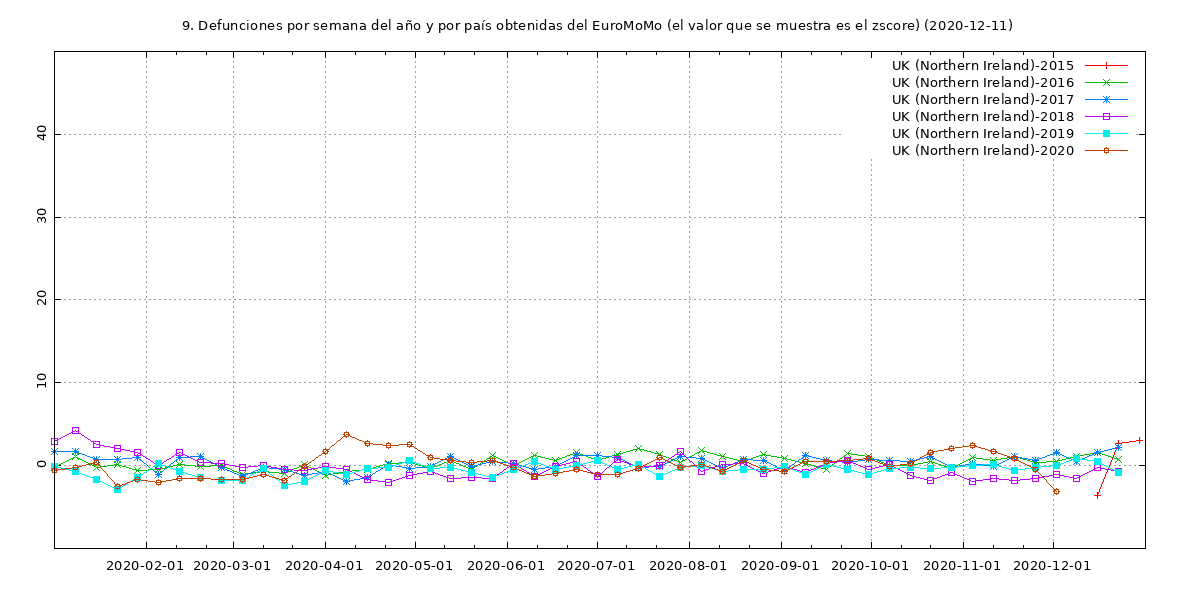 9. Defunciones por semana del año y por país obtenidas del EuroMoMo (el valor que se muestra es el zscore) (2020-12-11)
UK (Northern Ireland)-2015
UK (Northern Ireland)-2016
UK (Northern Ireland)-2017
UK (Northern Ireland)-2018
UK (Northern Ireland)-2019
UK (Northern Ireland)-2020
40
30
20
10
0
2020-02-01 2020-03-01 2020-04-01 2020-05-01 2020-06-01 2020-07-01 2020-08-01 2020-09-01 2020-10-01 2020-11-01 2020-12-01